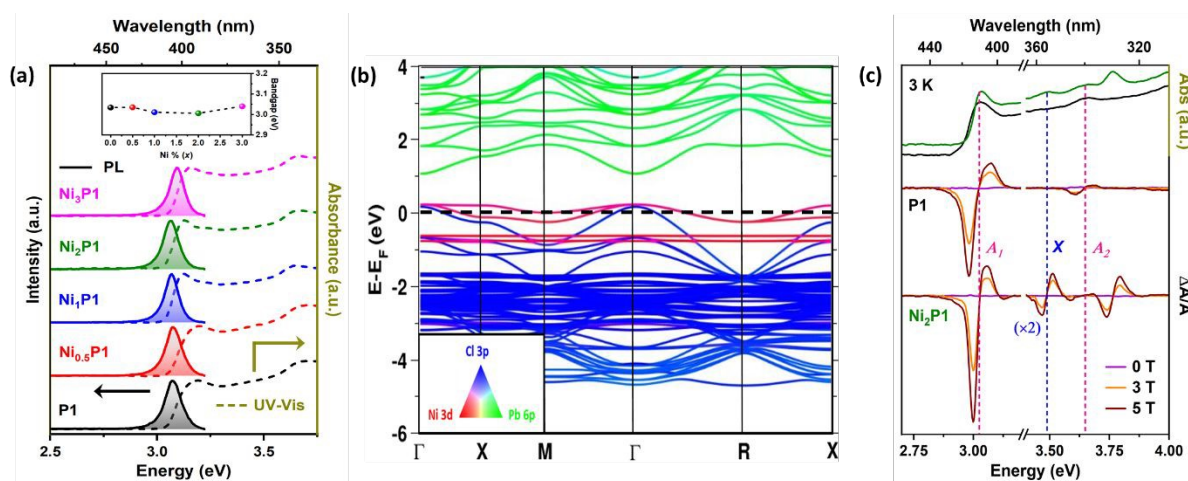 (a)
Wavelength (nm)
450 400 350
PL
3.2
3.1
3.0
2.9
Bandgap (eV)
0.0 0.5 1.0 1.5 2.0 2.5 3.0
Ni % (x)
Ni3P1
Ni2P1
Ni1P1
Ni0.5P1
P1
UV-Vis
Intensity (a.u.)
Absorbance (a.u.)
2.5 3.0 3.5
Energy (eV)
(b)
4
2
0
-2
-4
-6
E-EF (eV)
Cl 3p
Ni 3d Pb 6p
Γ X M Γ R X
(c)
Wavelength (nm)
440 400 360 320
3 K
P1
A1 X A2
Ni2P1
(×2)
0 T
3 T
5 T
Abs (a.u.)
ΔA/A
2.75 3.00 3.50 3.75 4.00
Energy (eV)